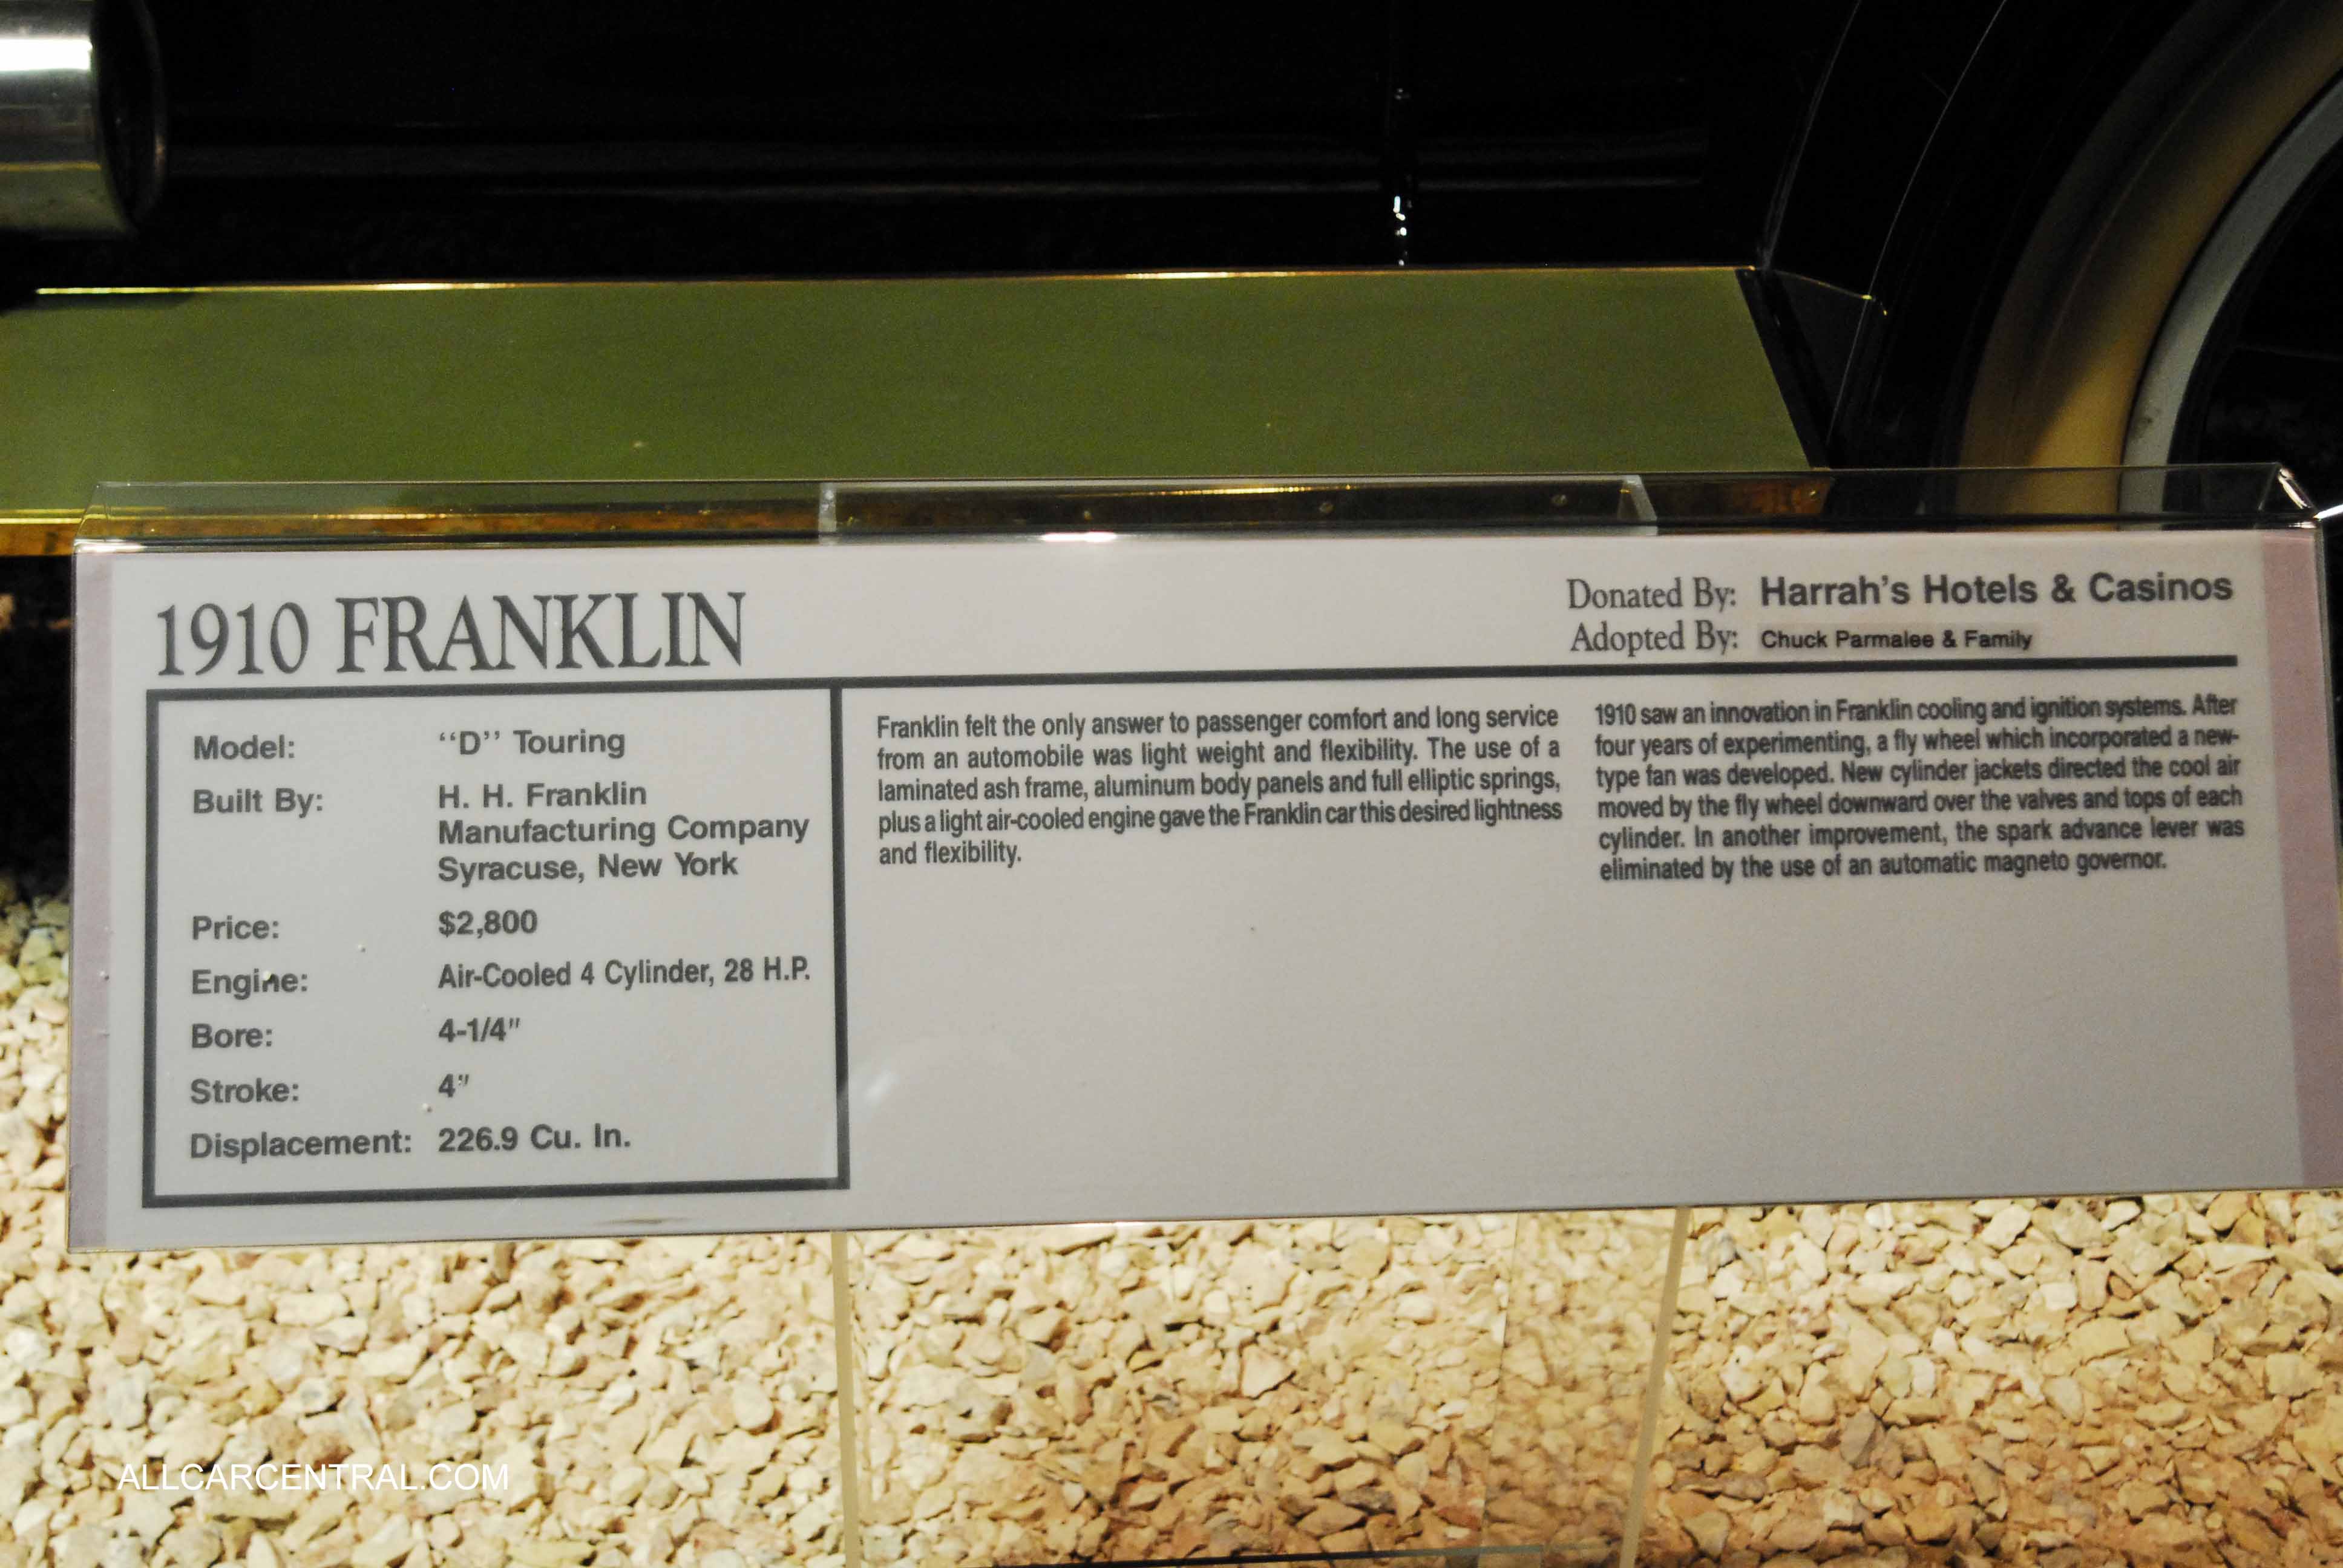 1910 FRANKLIN
Donated By: Harrah's Hotels & Casinos
Adopted By: Chuck Parmalee & Family
Model: “D” Touring
Built By: H. H. Franklin
Manufacturing Company
Syracuse, New York
Price: $2,800
Engine: Air-Cooled 4 Cylinder, 28 H.P.
Bore: 4-1/4"
Stroke: 4"
Displacement: 226.9 Cu. In.
Franklin felt the only answer to passenger comfort and long service
from an automobile was light weight and flexibility. The use of a
laminated ash frame, aluminum body panels and full elliptic springs,
plus a light air-cooled engine gave the Franklin car this desired lightness
and flexibility.
1910 saw an innovation in Franklin cooling and ignition systems. After
four years of experimenting, a fly wheel which incorporated a new-
type fan was developed. New cylinder jackets directed the cool air
moved by the fly wheel downward over the valves and tops of each
cylinder. In another improvement, the spark advance lever was
eliminated by the use of an automatic magneto governor.
ALLCARCENTRAL.COM